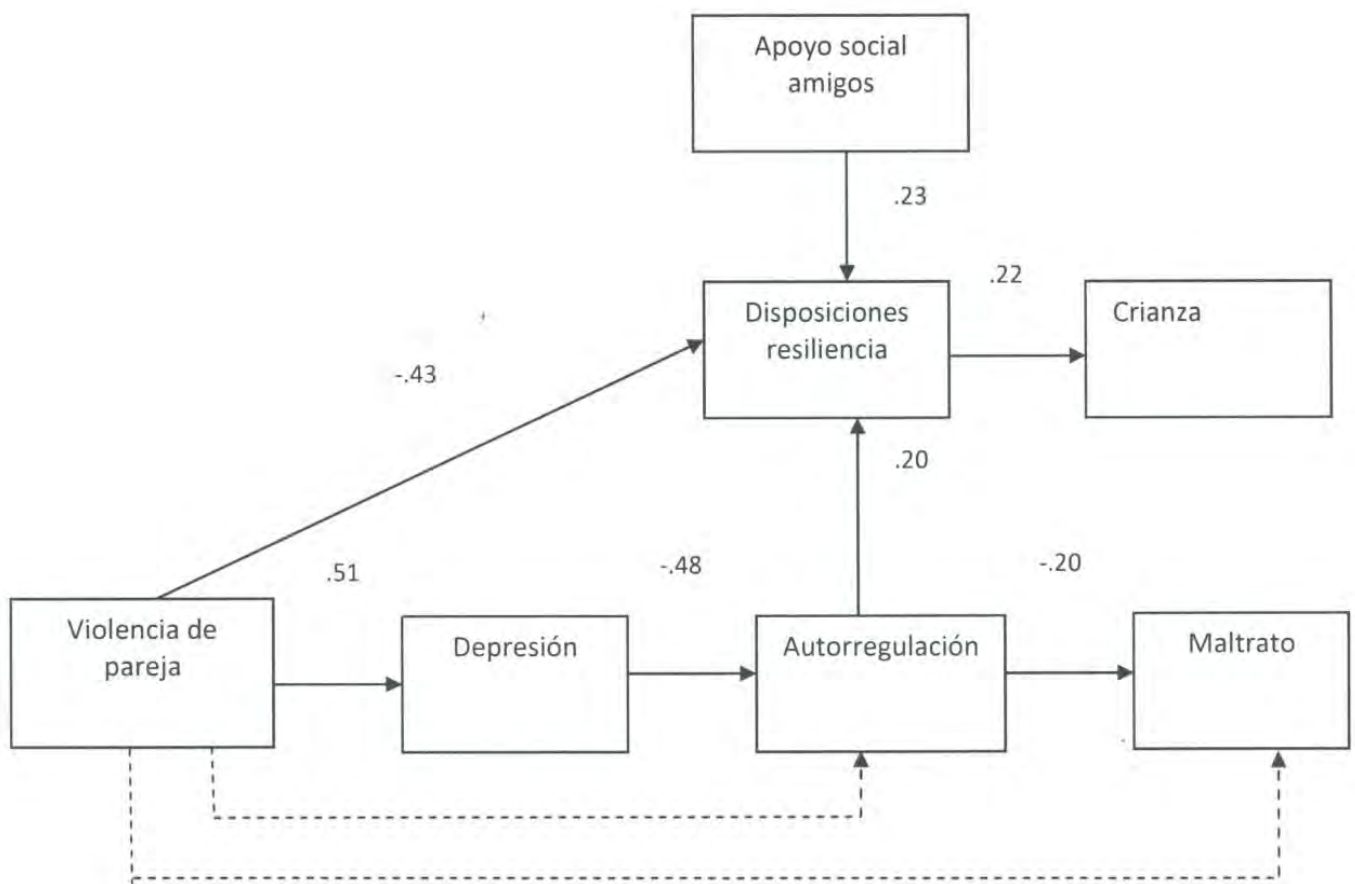 Apoyo social
amigos
.23
.22
Disposiciones
resiliencia
Crianza
-.43
.20
.51
-.48
-.20
Violencia de
pareja
Depresión
Autorregulación
Maltrato